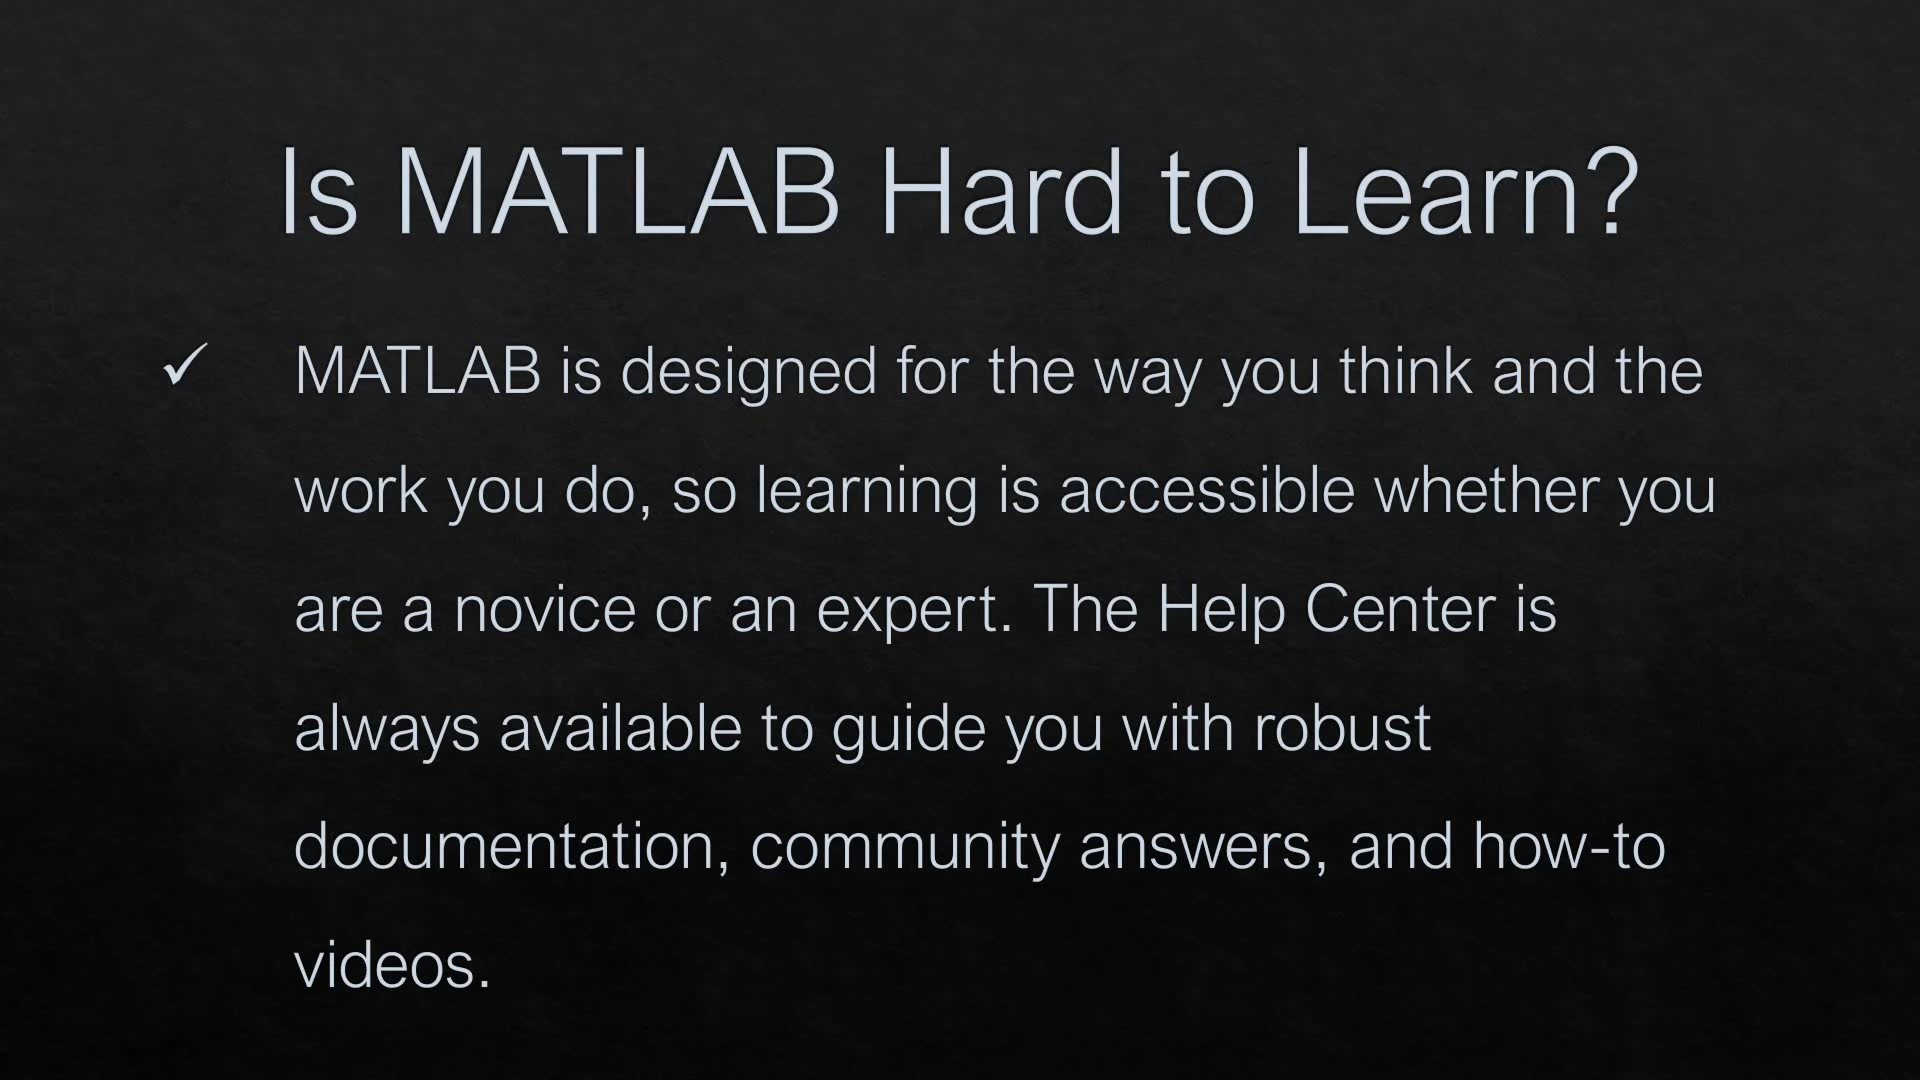 Is MATLAB Hard to Learn?
✓ MATLAB is designed for the way you think and the
work you do, so learning is accessible whether you
are a novice or an expert. The Help Center is
always available to guide you with robust
documentation, community answers, and how-to
videos.